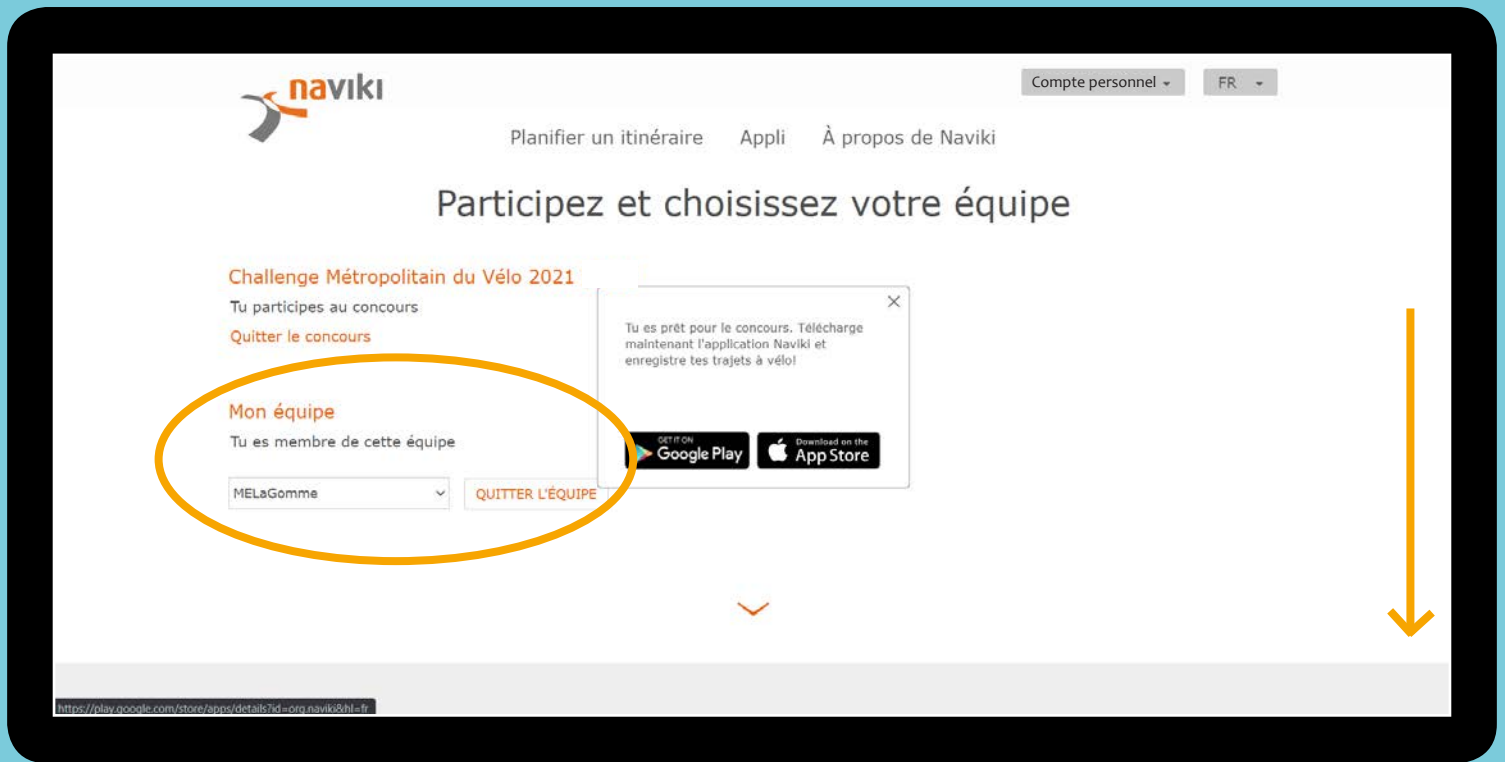 naviki
Compte personnel
FR
Planifier un itinéraire Appli À propos de Naviki
Participez et choisissez votre équipe
Challenge Métropolitain du Vélo 2021
Tu participes au concours
Quitter le concours
Tu es prêt pour le concours. Télécharge
maintenant l'application Naviki et
enregistre tes trajets à vélo!
GET IT ON
Google Play
Download on the
App Store
Mon équipe
Tu es membre de cette équipe
MELaGomme
QUITTER L'ÉQUIPE
https://play.google.com/store/apps/details?id=org.naviki&hl=fr